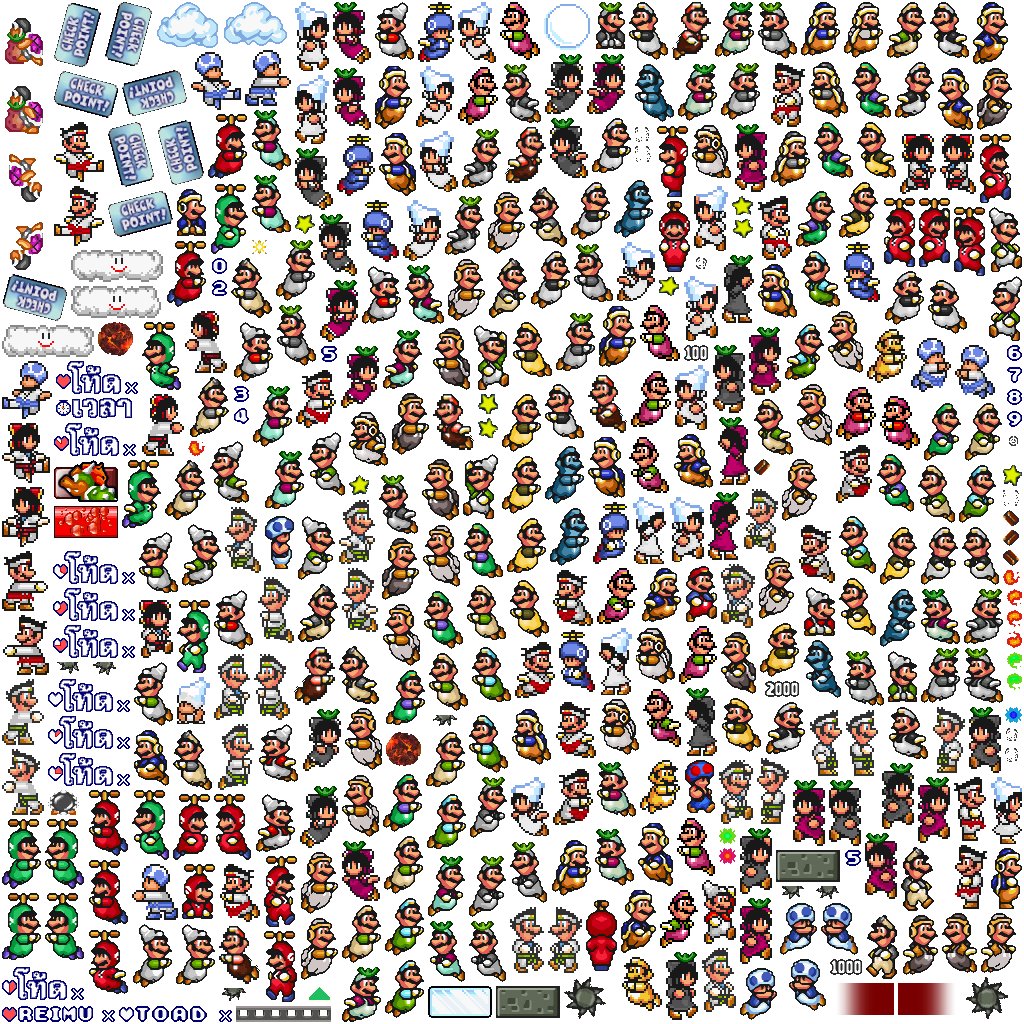 CHECK POINT!
CHECK POINT!
CHECK POINT!
CHECK POINT!
CHECK POINT!
CHECK POINT!
CHECK POINT!
0
2
CHECK POINT!
5
100
6
7
8
9
โท้ด x
3
เวลา
4
โท้ด x
โท้ด x
โท้ด x
โท้ด x
2000
โท้ด x
โท้ด x
โท้ด x
5
1000
โท้ด x
REIMU x TOAD x